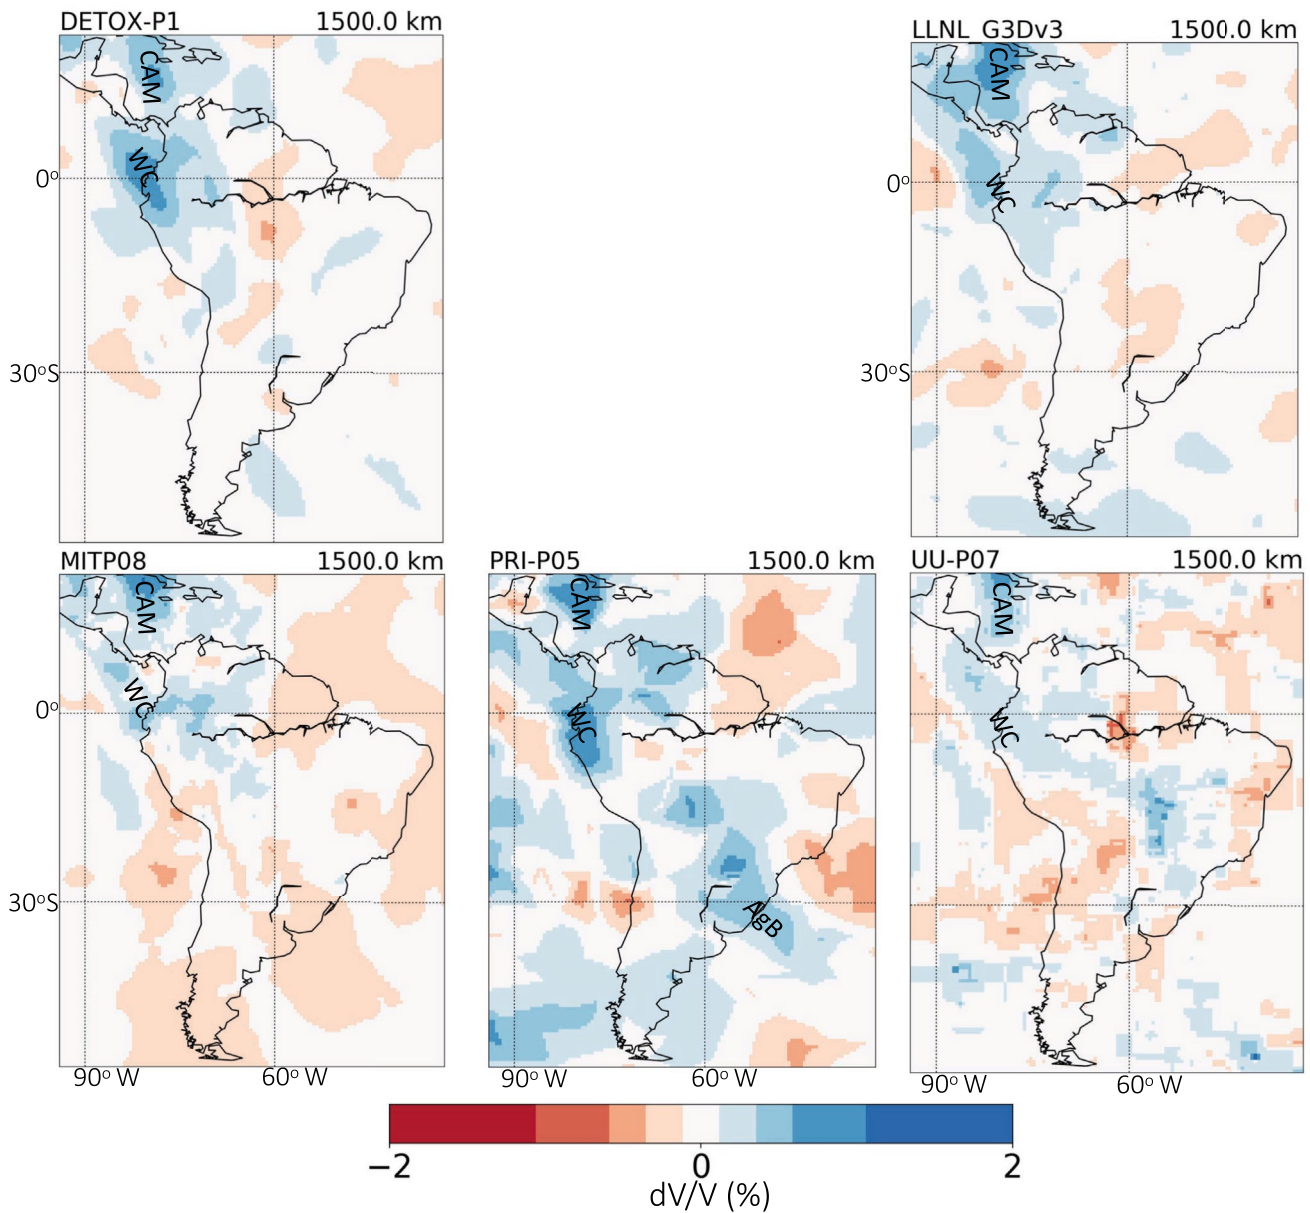 DETOX-P1 1500.0 km
LLNL_G3Dv3 1500.0 km
CAM
CAM
WC
WC
0°
0°
30°S
30°S
MITP08 1500.0 km
PRI-P05 1500.0 km
UU-P07 1500.0 km
CAM
CAM
CAM
WC
WC
WC
0°
30°S
AgB
90° W 60° W
90° W 60° W
90° W 60° W
−2 0 2
dV/V (%)